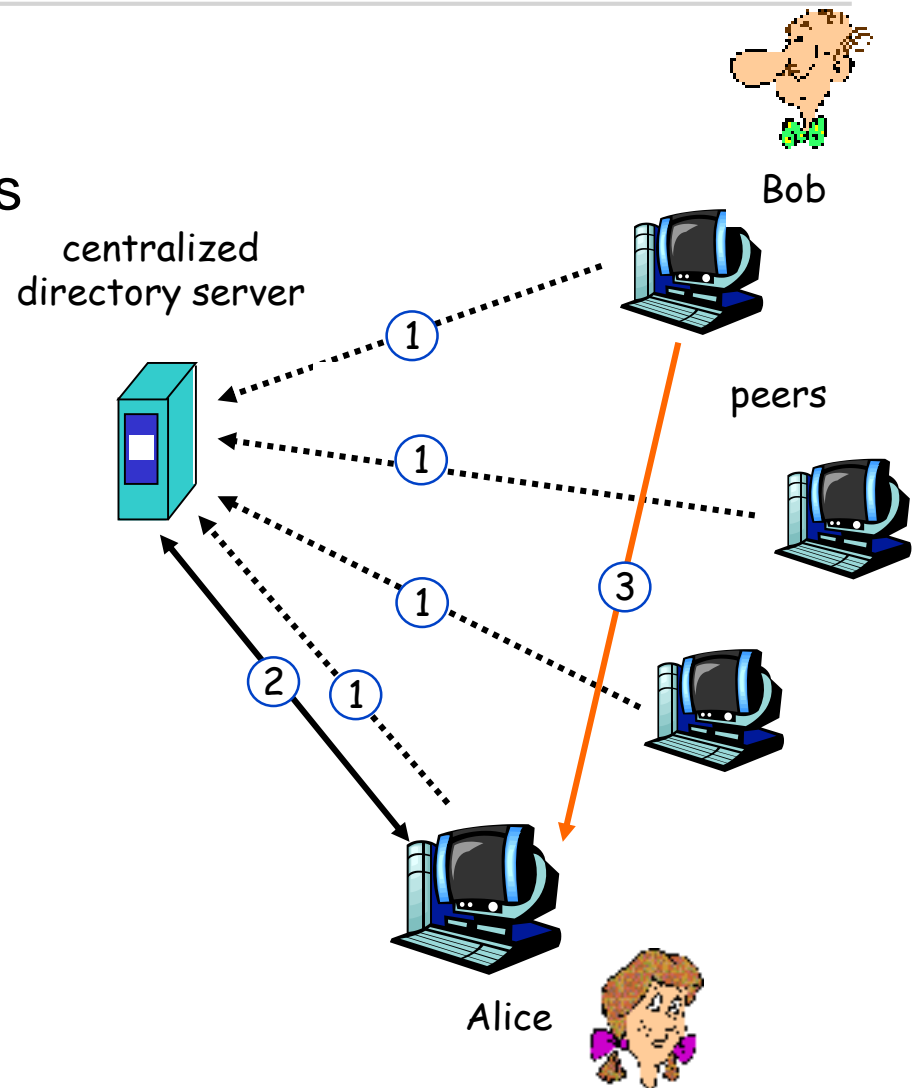 Bob
s
centralized
directory server
1
peers
1
3
1
2
1
Alice